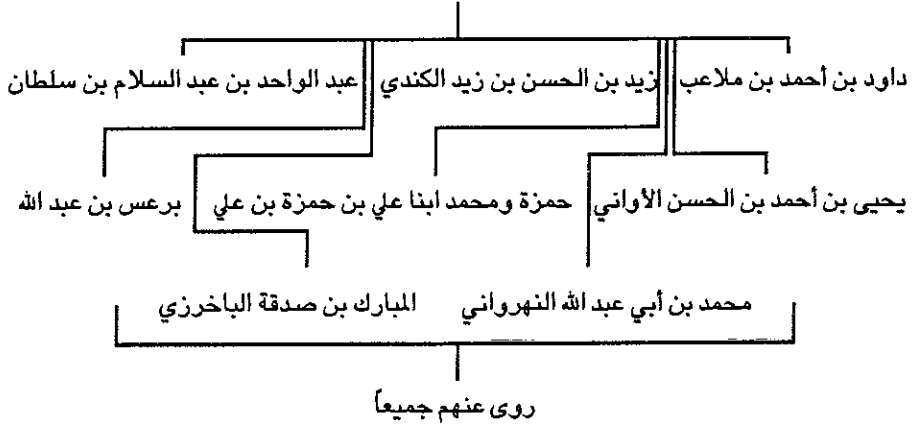 داود بن أحمد بن ملاعب زيد بن الحسن بن زيد الكندي عبد الواحد بن عبد السلام بن سلطان
يحيى بن أحمد بن الحسن الأواني حمزة ومحمد ابنا علي بن حمزة بن علي برعس بن عبد الله
محمد بن أبي عبد الله النهرواني المبارك بن صدقة الباخرزي
روى عنهم جميعاً